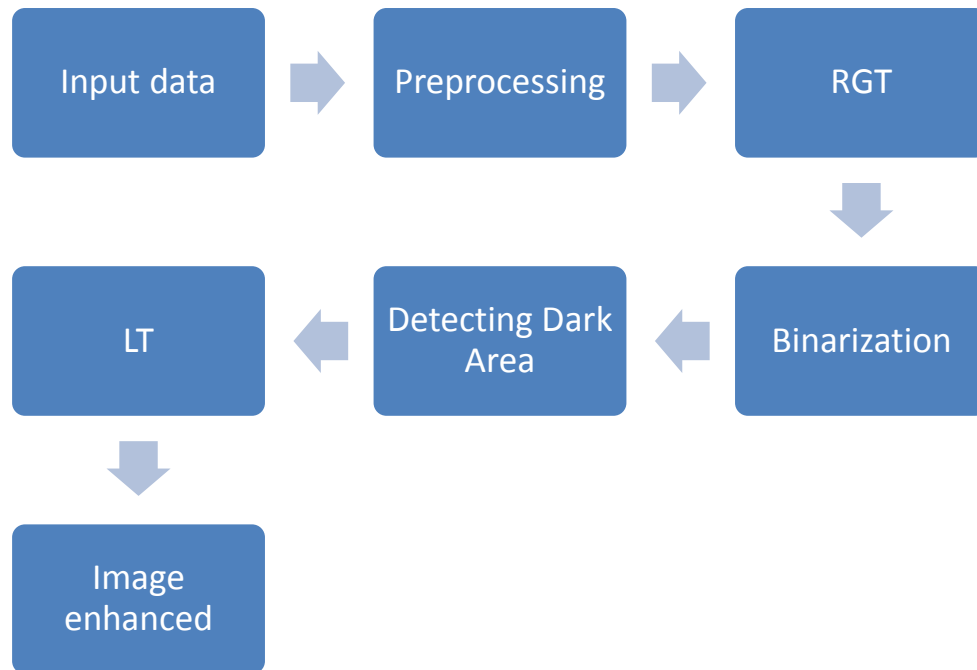 Input data
Preprocessing
RGT
Binarization
Detecting Dark
Area
LT
Image
enhanced